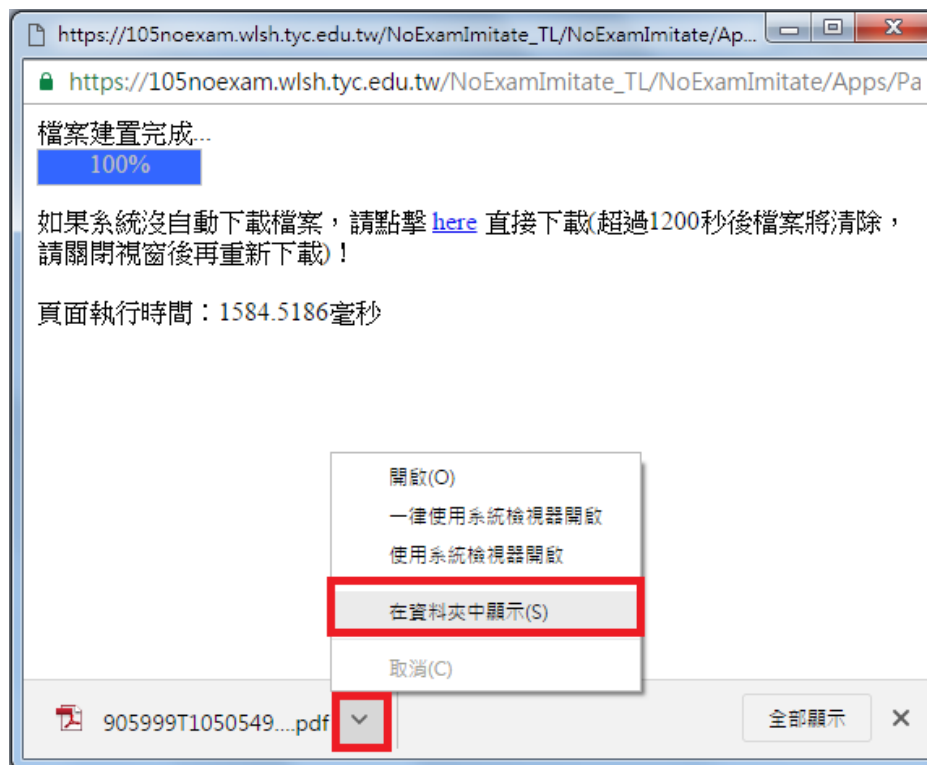 https://105noexam.wlsh.tyc.edu.tw/NoExamImitate_TL/NoExamImitate/Ap...
https://105noexam.wlsh.tyc.edu.tw/NoExamImitate_TL/NoExamImitate/Apps/Pa
檔案建置完成...
100%
如果系統沒自動下載檔案，請點擊 here 直接下載(超過1200秒後檔案將清除，
請關閉視窗後再重新下載)！
頁面執行時間：1584.5186毫秒
開啟(O)
一律使用系統檢視器開啟
使用系統檢視器開啟
在資料夾中顯示(S)
取消(C)
905999T1050549....pdf
全部顯示